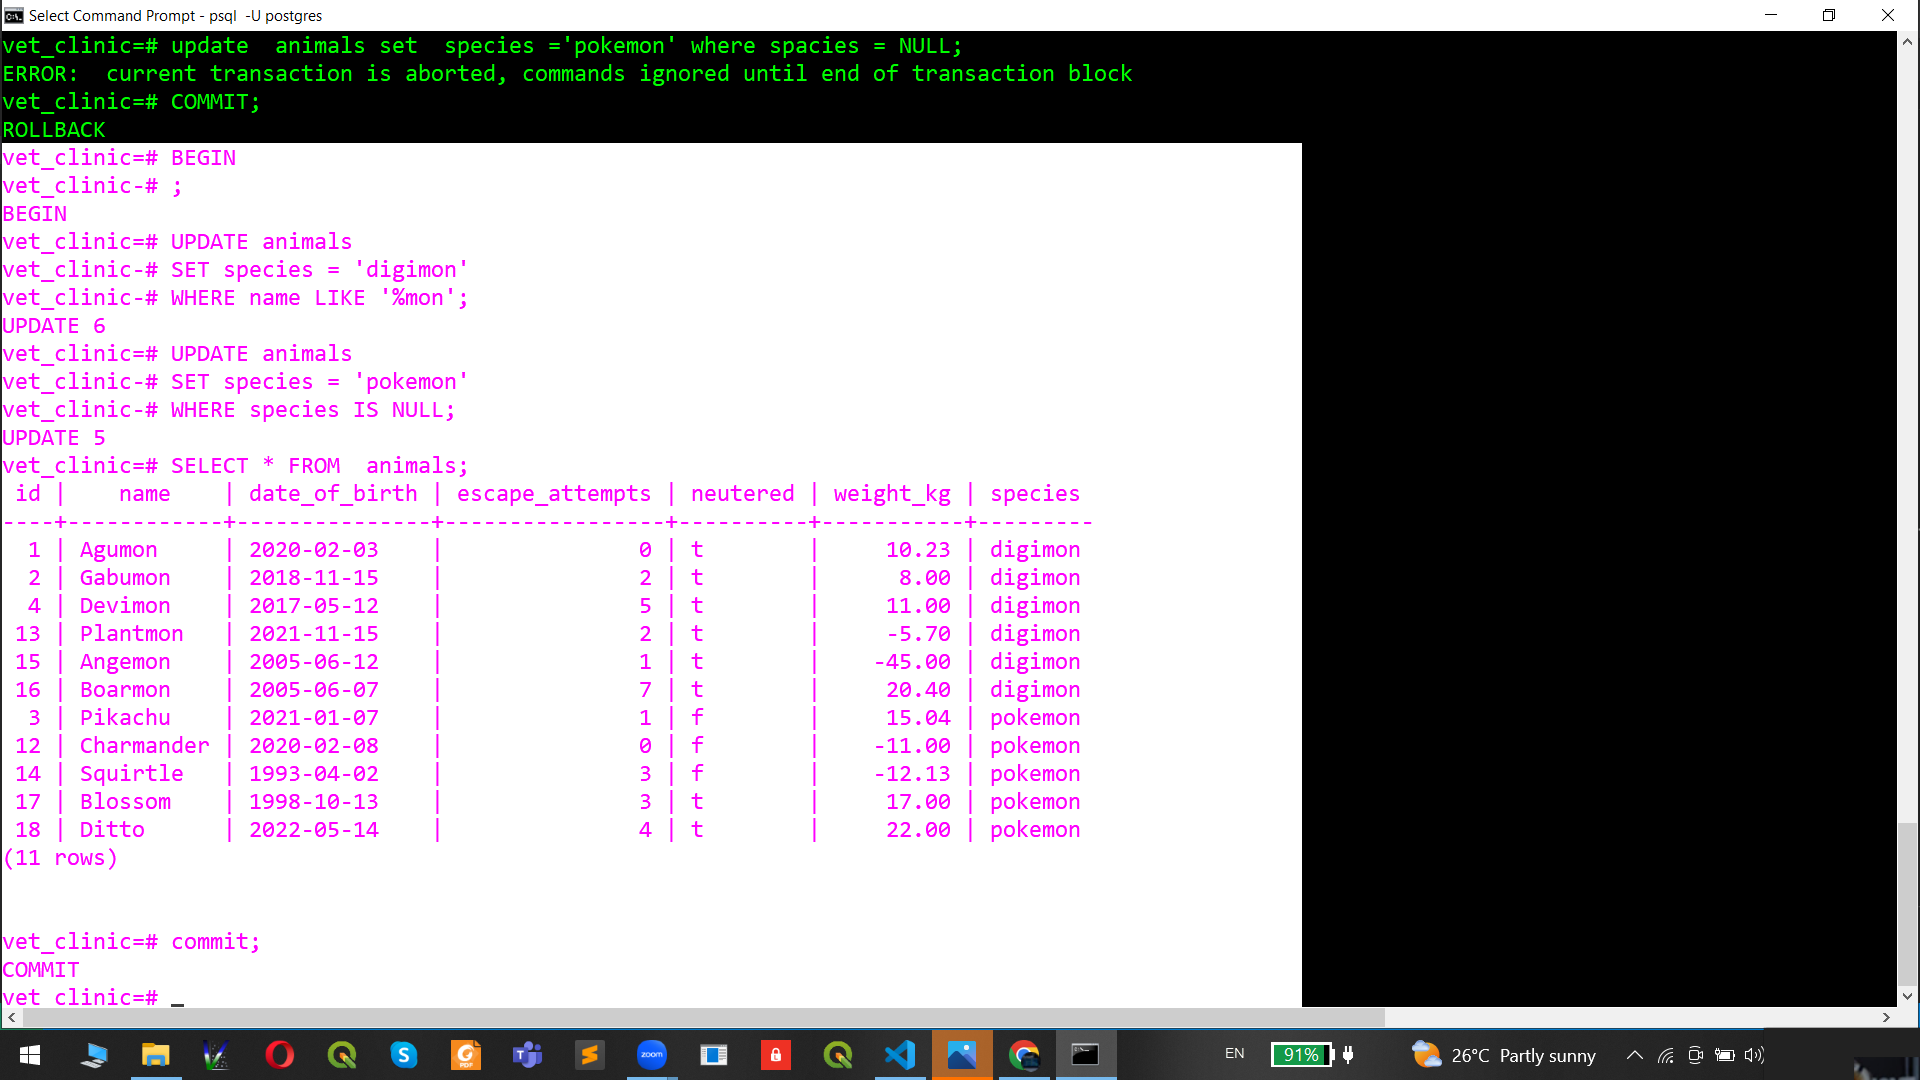 Select Command Prompt - psql  -U postgres
vet_clinic=# update  animals set  species ='pokemon' where spacies = NULL;
ERROR:  current transaction is aborted, commands ignored until end of transaction block
vet_clinic=# COMMIT;
ROLLBACK
vet_clinic=# BEGIN
vet_clinic-# ;
BEGIN
vet_clinic=# UPDATE animals
vet_clinic-# SET species = 'digimon'
vet_clinic-# WHERE name LIKE '%mon';
UPDATE 6
vet_clinic=# UPDATE animals
vet_clinic-# SET species = 'pokemon'
vet_clinic-# WHERE species IS NULL;
UPDATE 5
vet_clinic=# SELECT * FROM  animals;
 id |    name    | date_of_birth | escape_attempts | neutered | weight_kg | species
----+------------+---------------+-----------------+----------+-----------+---------
  1 | Agumon     | 2020-02-03    |               0 | t        |     10.23 | digimon
  2 | Gabumon    | 2018-11-15    |               2 | t        |      8.00 | digimon
  4 | Devimon    | 2017-05-12    |               5 | t        |     11.00 | digimon
 13 | Plantmon   | 2021-11-15    |               2 | t        |     -5.70 | digimon
 15 | Angemon    | 2005-06-12    |               1 | t        |    -45.00 | digimon
 16 | Boarmon    | 2005-06-07    |               7 | t        |     20.40 | digimon
  3 | Pikachu    | 2021-01-07    |               1 | f        |     15.04 | pokemon
 12 | Charmander | 2020-02-08    |               0 | f        |    -11.00 | pokemon
 14 | Squirtle   | 1993-04-02    |               3 | f        |    -12.13 | pokemon
 17 | Blossom    | 1998-10-13    |               3 | t        |     17.00 | pokemon
 18 | Ditto      | 2022-05-14    |               4 | t        |     22.00 | pokemon
(11 rows)
vet_clinic=# commit;
COMMIT
vet_clinic=# _
zoom
PDF
EN
91%
26°C  Partly sunny